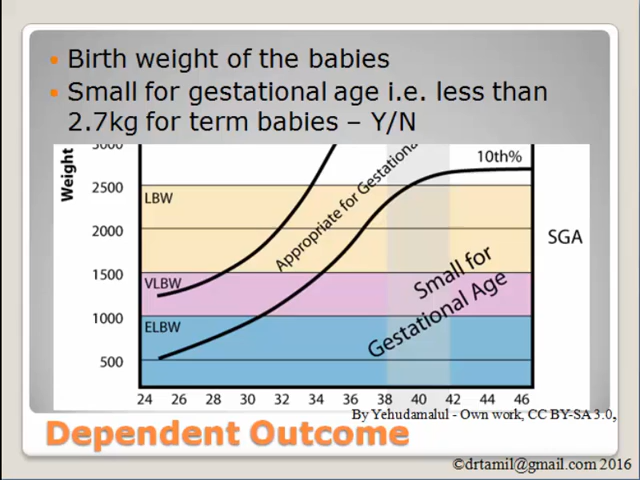 Birth weight of the babies
Small for gestational age i.e. less than
2.7kg for term babies – Y/N
3000
10th%
Appropriate for Gestational
Weight
2500
LBW
2000
SGA
1500
VLBW
Small for
Gestational Age
1000
ELBW
500
24 26 28 30 32 34 36 38 40 42 44 46
By Yehudamalul - Own work, CC BY-SA 3.0,
Dependent Outcome
©drtamil@gmail.com 2016